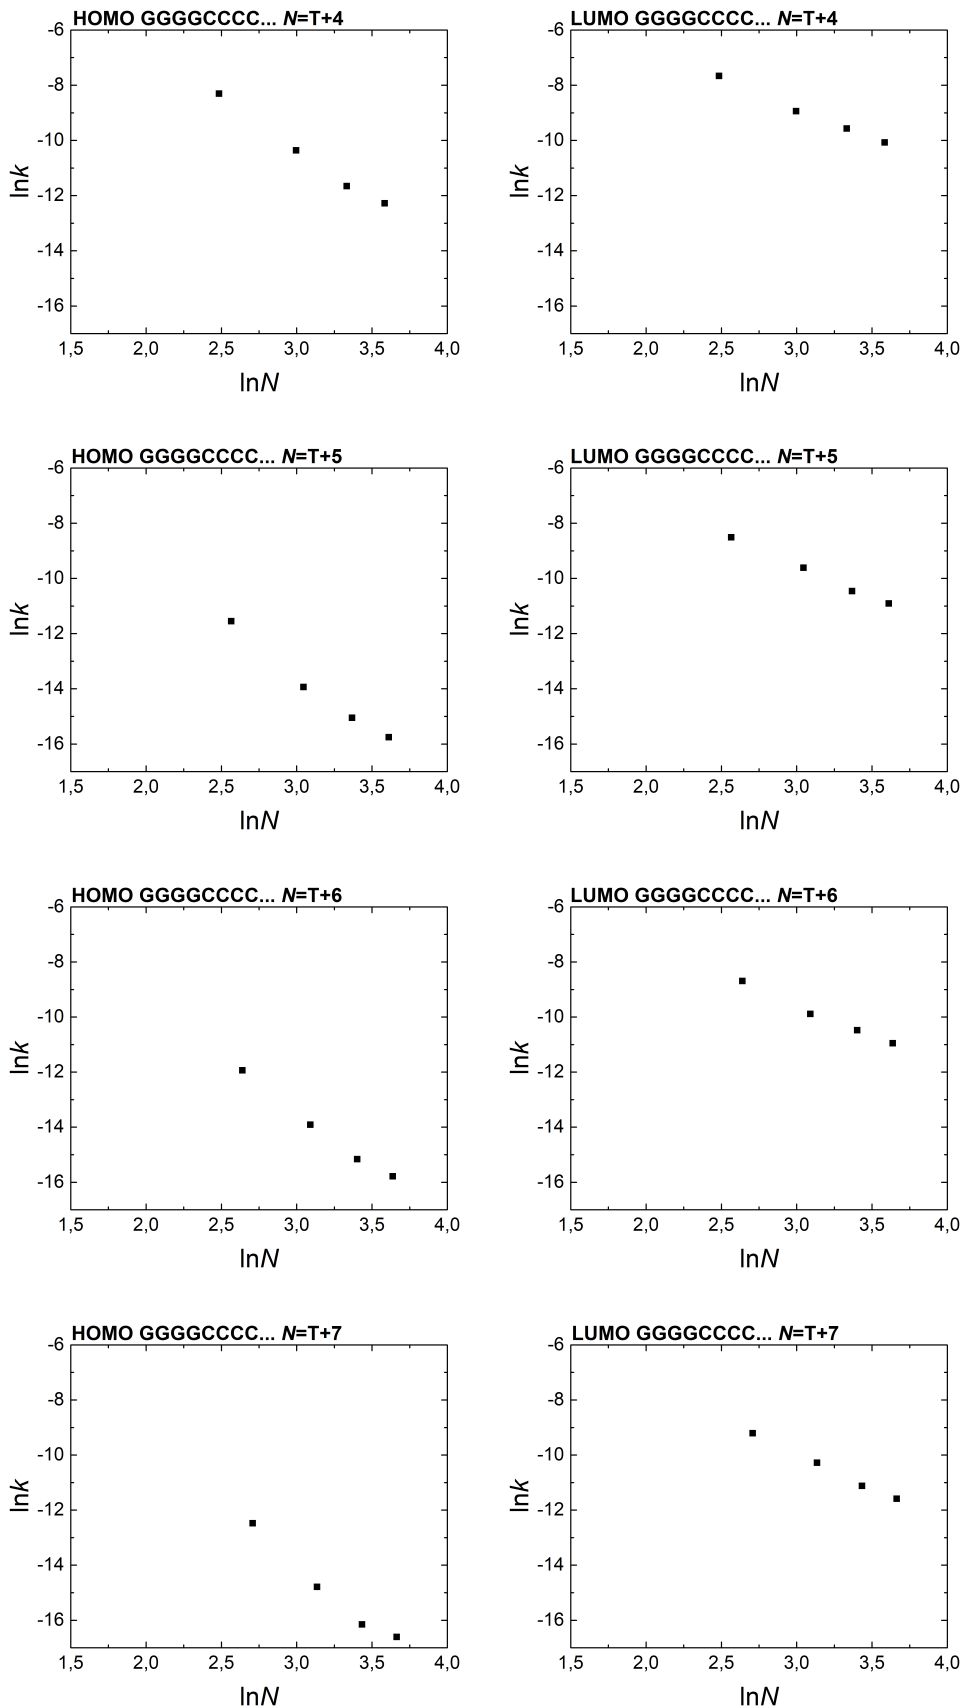 HOMO GGGGCCCC... N=T+4
-6
-8
-10
-12
-14
-16
lnk
1,5 2,0 2,5 3,0 3,5 4,0
lnN
LUMO GGGGCCCC... N=T+4
-6
-8
-10
-12
-14
-16
lnk
1,5 2,0 2,5 3,0 3,5 4,0
lnN
HOMO GGGGCCCC... N=T+5
-6
-8
-10
-12
-14
-16
lnk
1,5 2,0 2,5 3,0 3,5 4,0
lnN
LUMO GGGGCCCC... N=T+5
-6
-8
-10
-12
-14
-16
lnk
1,5 2,0 2,5 3,0 3,5 4,0
lnN
HOMO GGGGCCCC... N=T+6
-6
-8
-10
-12
-14
-16
lnk
1,5 2,0 2,5 3,0 3,5 4,0
lnN
LUMO GGGGCCCC... N=T+6
-6
-8
-10
-12
-14
-16
lnk
1,5 2,0 2,5 3,0 3,5 4,0
lnN
HOMO GGGGCCCC... N=T+7
-6
-8
-10
-12
-14
-16
lnk
1,5 2,0 2,5 3,0 3,5 4,0
lnN
LUMO GGGGCCCC... N=T+7
-6
-8
-10
-12
-14
-16
lnk
1,5 2,0 2,5 3,0 3,5 4,0
lnN